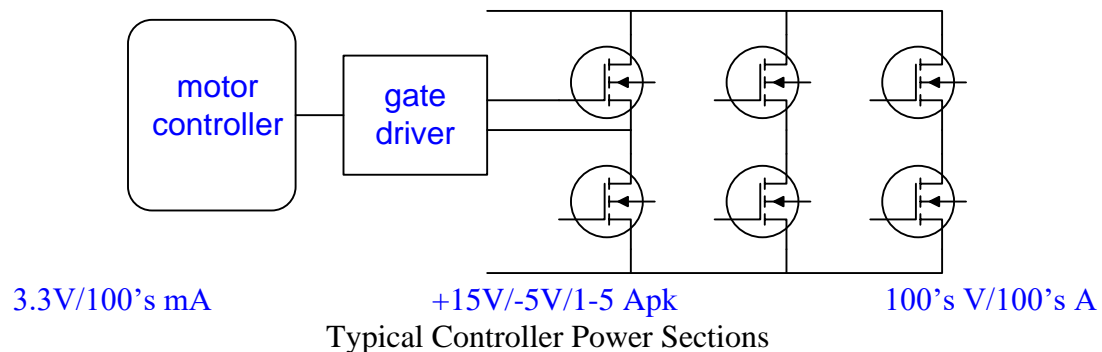 motor
controller
gate
driver
3.3V/100's mA
+15V/-5V/1-5 Apk
100's V/100's A
Typical Controller Power Sections